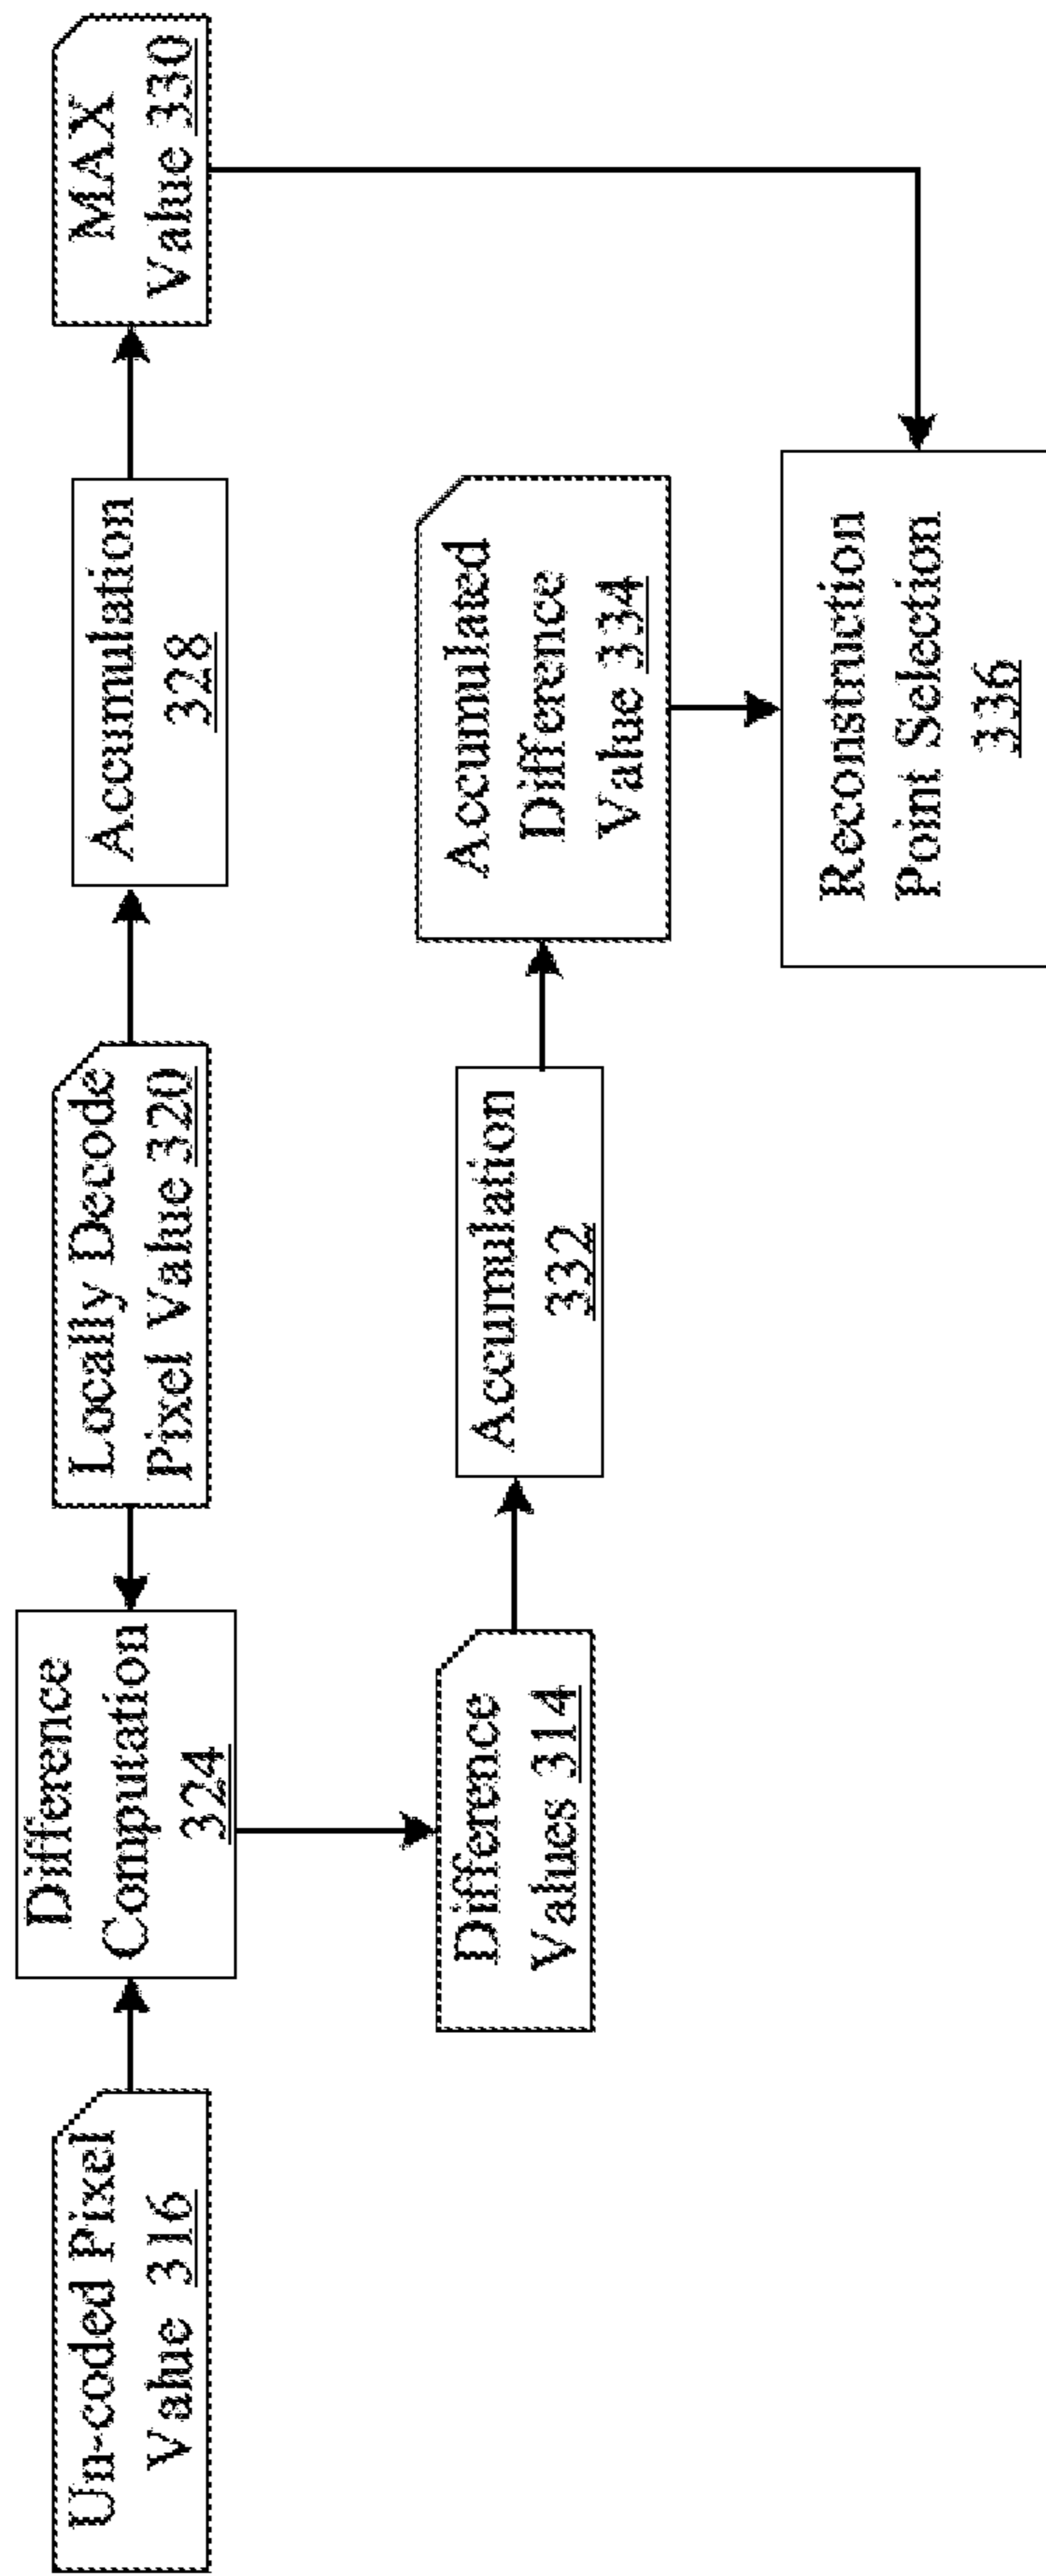 Un-coded Pixel
Value 316
Difference
Computation
324
Locally Decode
Pixel Value 320
Accumulation
328
MAX
Value 330
Difference
Values 314
Accumulation
332
Accumulated
Difference
Value 334
Reconstruction
Point Selection
336